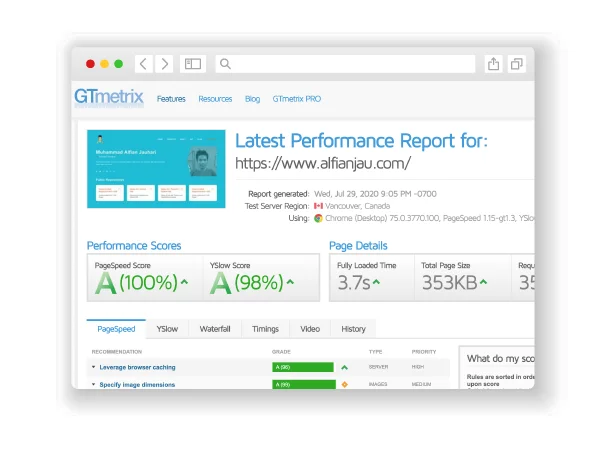 GTmetrix Features Resources Blog GTmetrix PRO
Muhammad Alfian Jauhari
Latest Performance Report for:
https://www.alfianjau.com/
Report generated: Wed, Jul 29, 2020 9:05 PM -0700
Test Server Region: Vancouver, Canada
Using: Chrome (Desktop) 75.0.3770.100, PageSpeed 1.15-gt1.3, YSlo
Performance Scores
Page Details
PageSpeed Score
A (100%)
YSlow Score
A (98%)
Fully Loaded Time
3.7s
Total Page Size
353KB
Requ
35
PageSpeed YSlow Waterfall Timings Video History
RECOMMENDATION GRADE TYPE PRIORITY
Leverage browser caching A (96) SERVER HIGH
Specify image dimensions A (99) IMAGES MEDIUM
What do my sco
Rules are sorted in orde
upon score